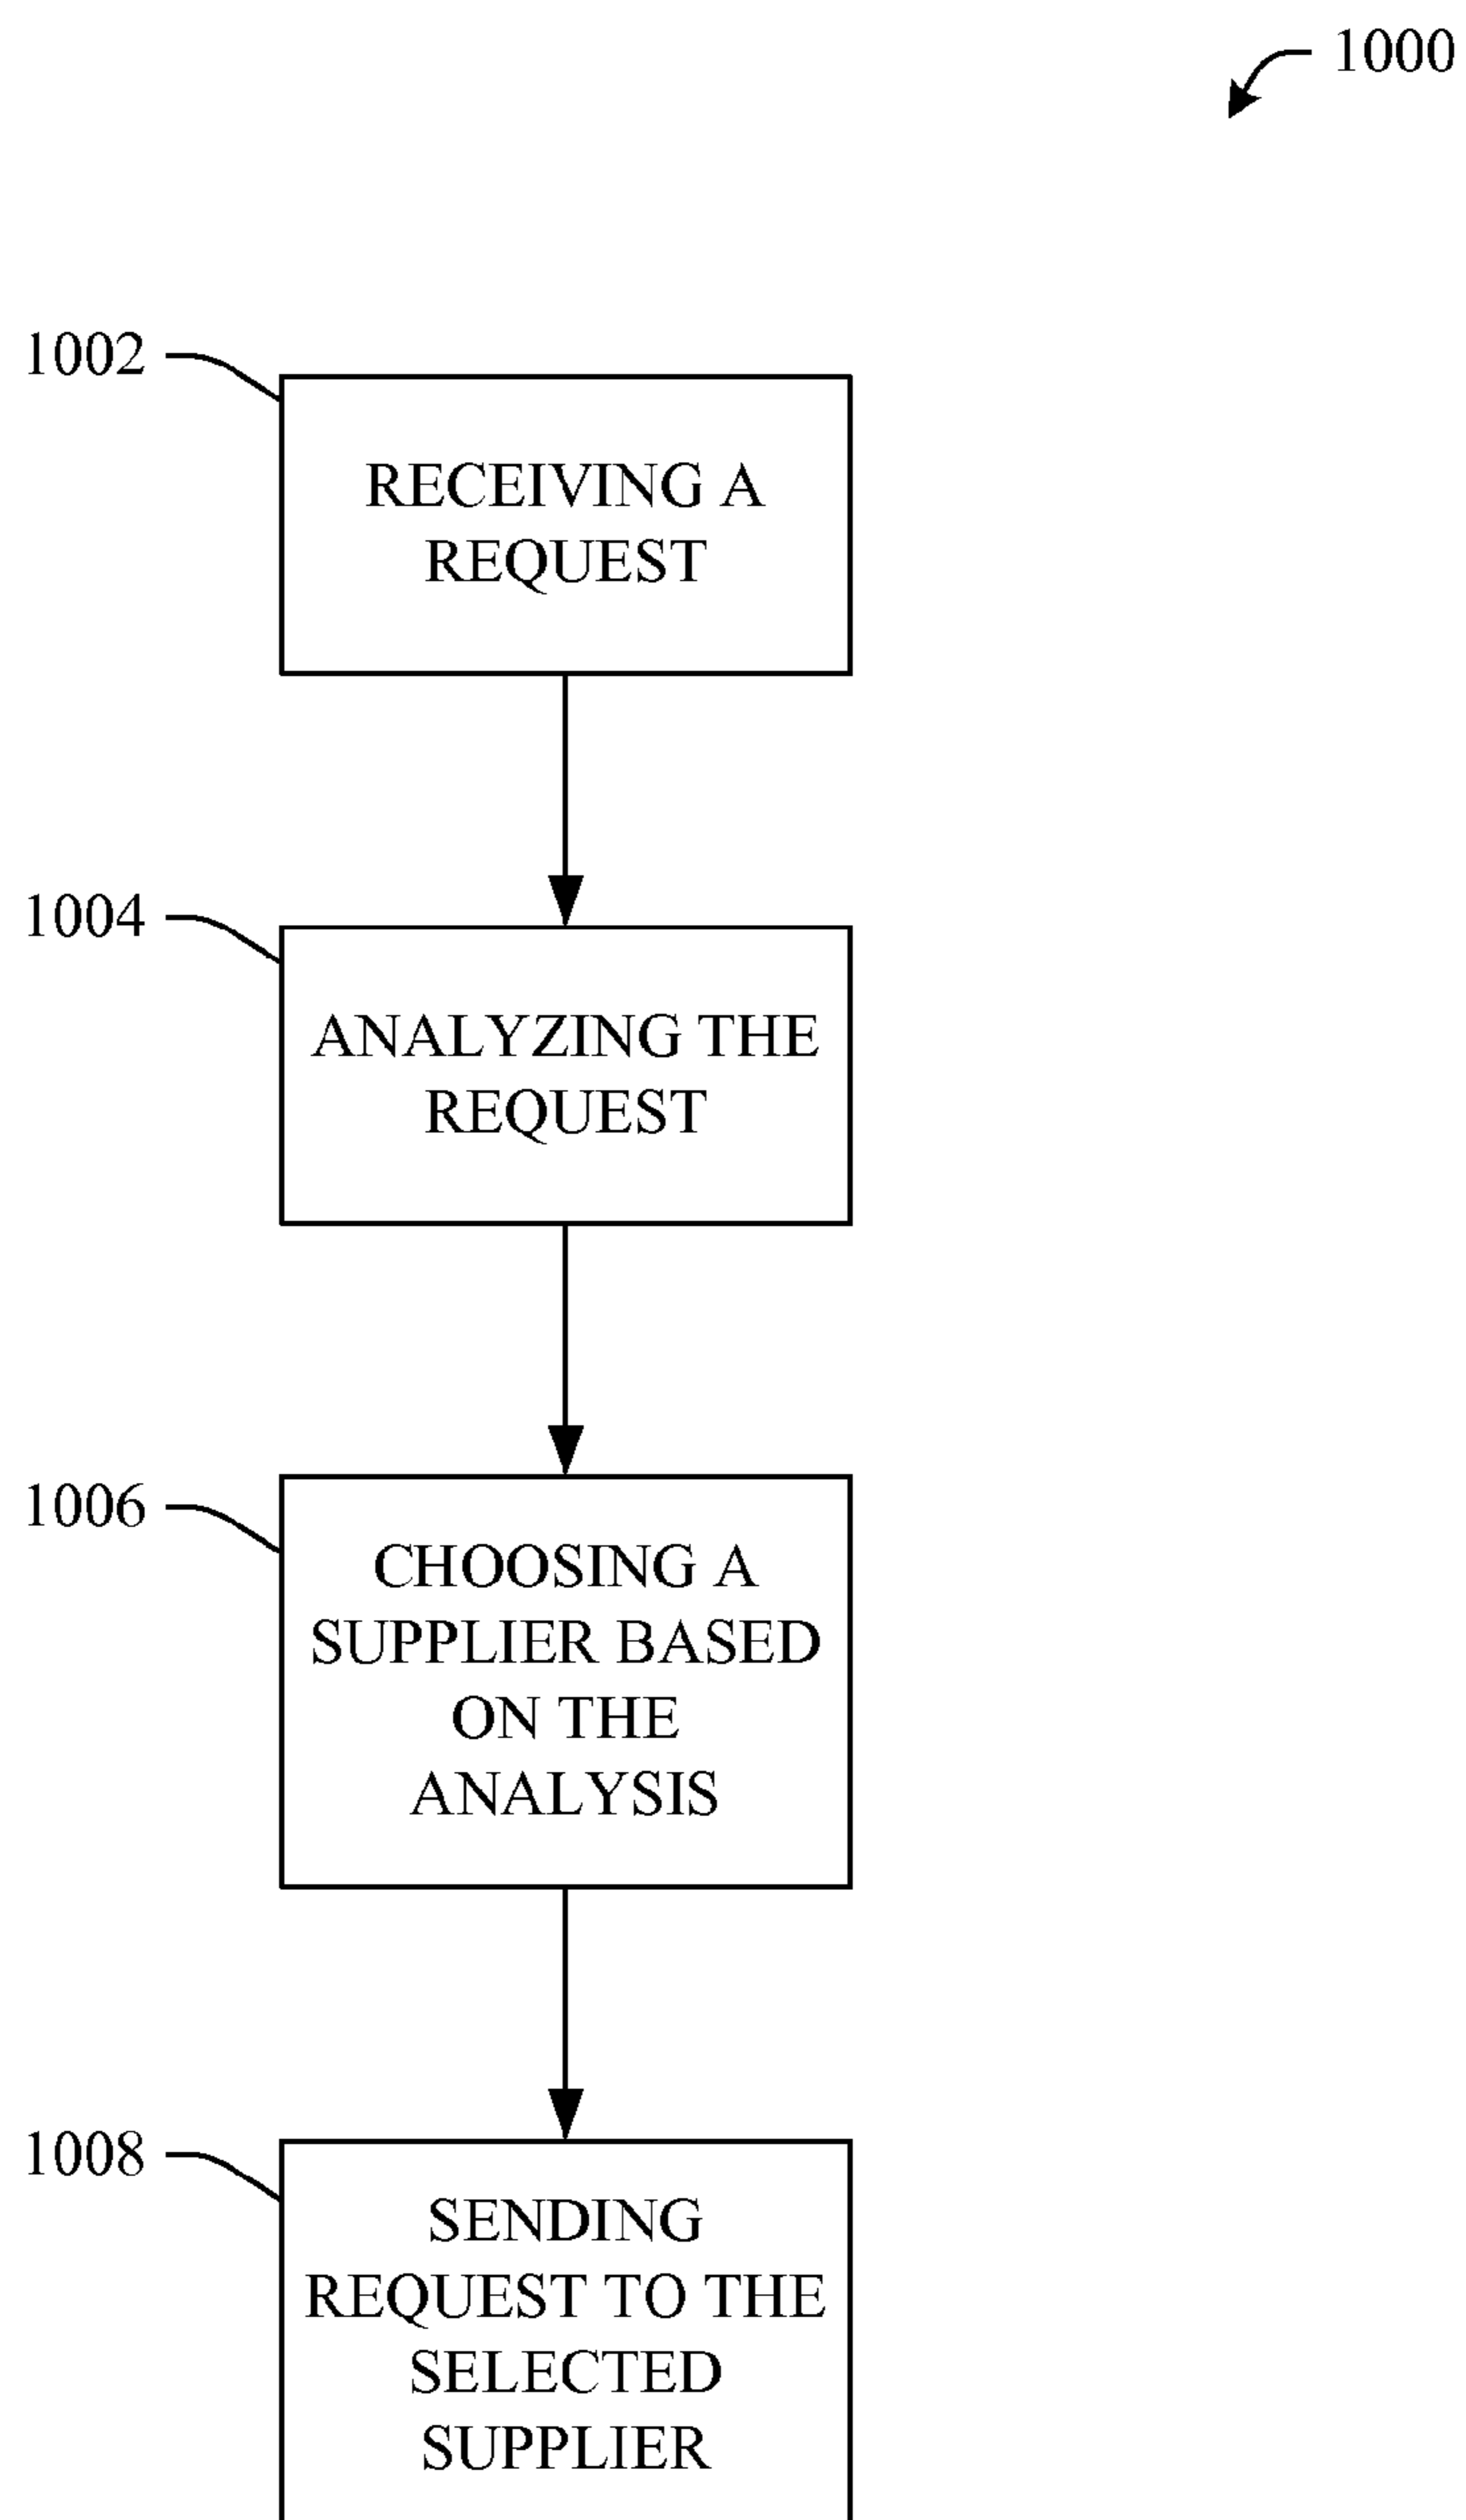 1000
1002
RECEIVING A
REQUEST
1004
ANALYZING THE
REQUEST
1006
CHOOSING A
SUPPLIER BASED
ON THE
ANALYSIS
1008
SENDING
REQUEST TO THE
SELECTED
SUPPLIER